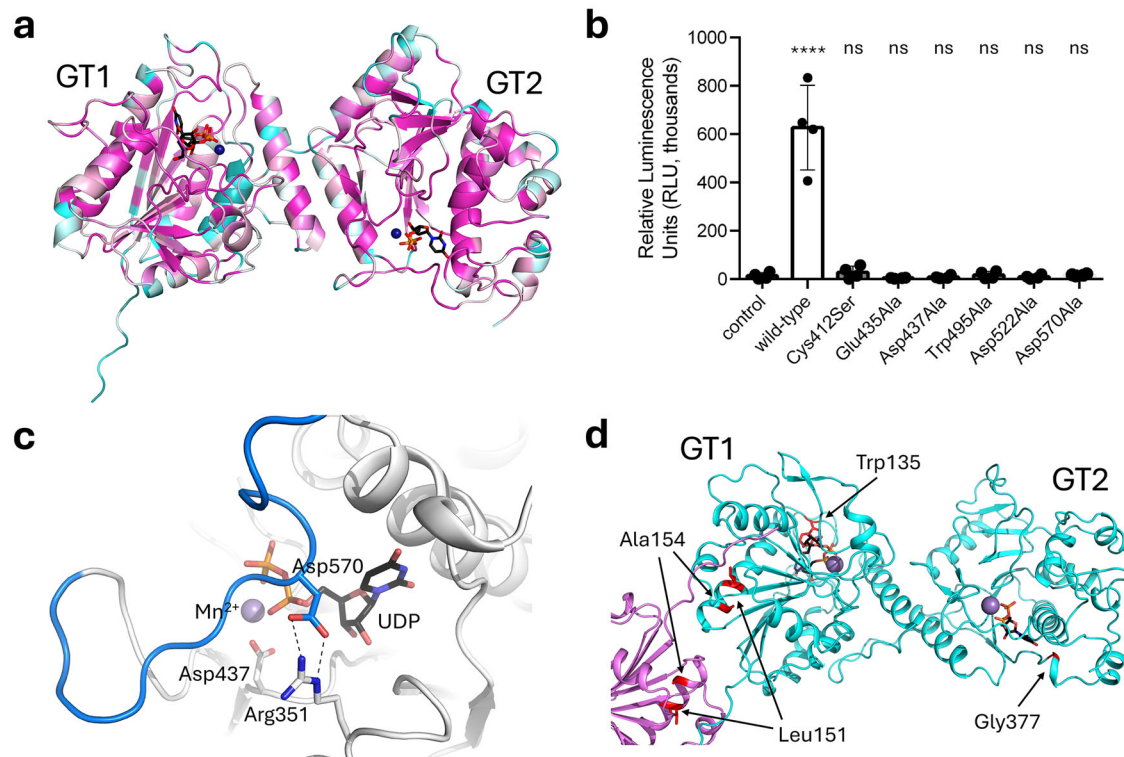 a
GT1
GT2
b
Relative Luminescence
Units (RLU, thousands)
1000
800
600
400
200
0
**** ns ns ns ns ns ns
control
wild-type
Cys412Ser
Glu435Ala
Asp437Ala
Trp495Ala
Asp522Ala
Asp570Ala
c
Asp570
Mn²⁺
UDP
Asp437
Arg351
d
GT1
Trp135
GT2
Ala154
Gly377
Leu151